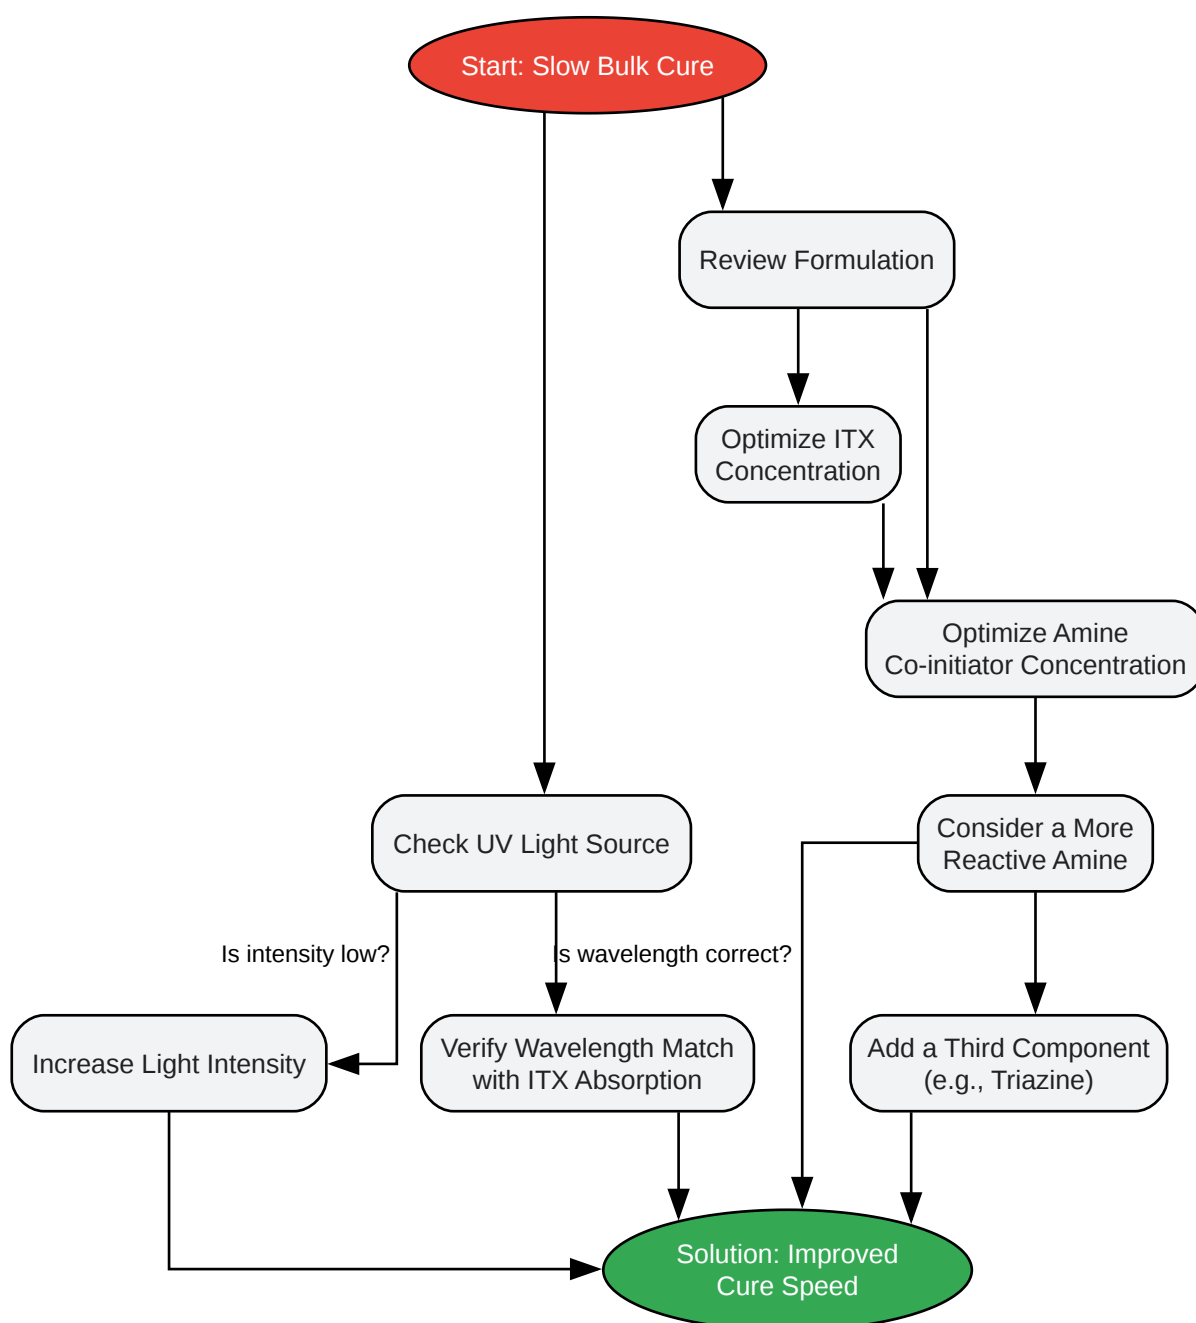 Start: Slow Bulk Cure
Review Formulation
Optimize ITX
Concentration
Optimize Amine
Co-initiator Concentration
Check UV Light Source
Consider a More
Reactive Amine
Is intensity low?
Is wavelength correct?
Increase Light Intensity
Verify Wavelength Match
with ITX Absorption
Add a Third Component
(e.g., Triazine)
Solution: Improved
Cure Speed